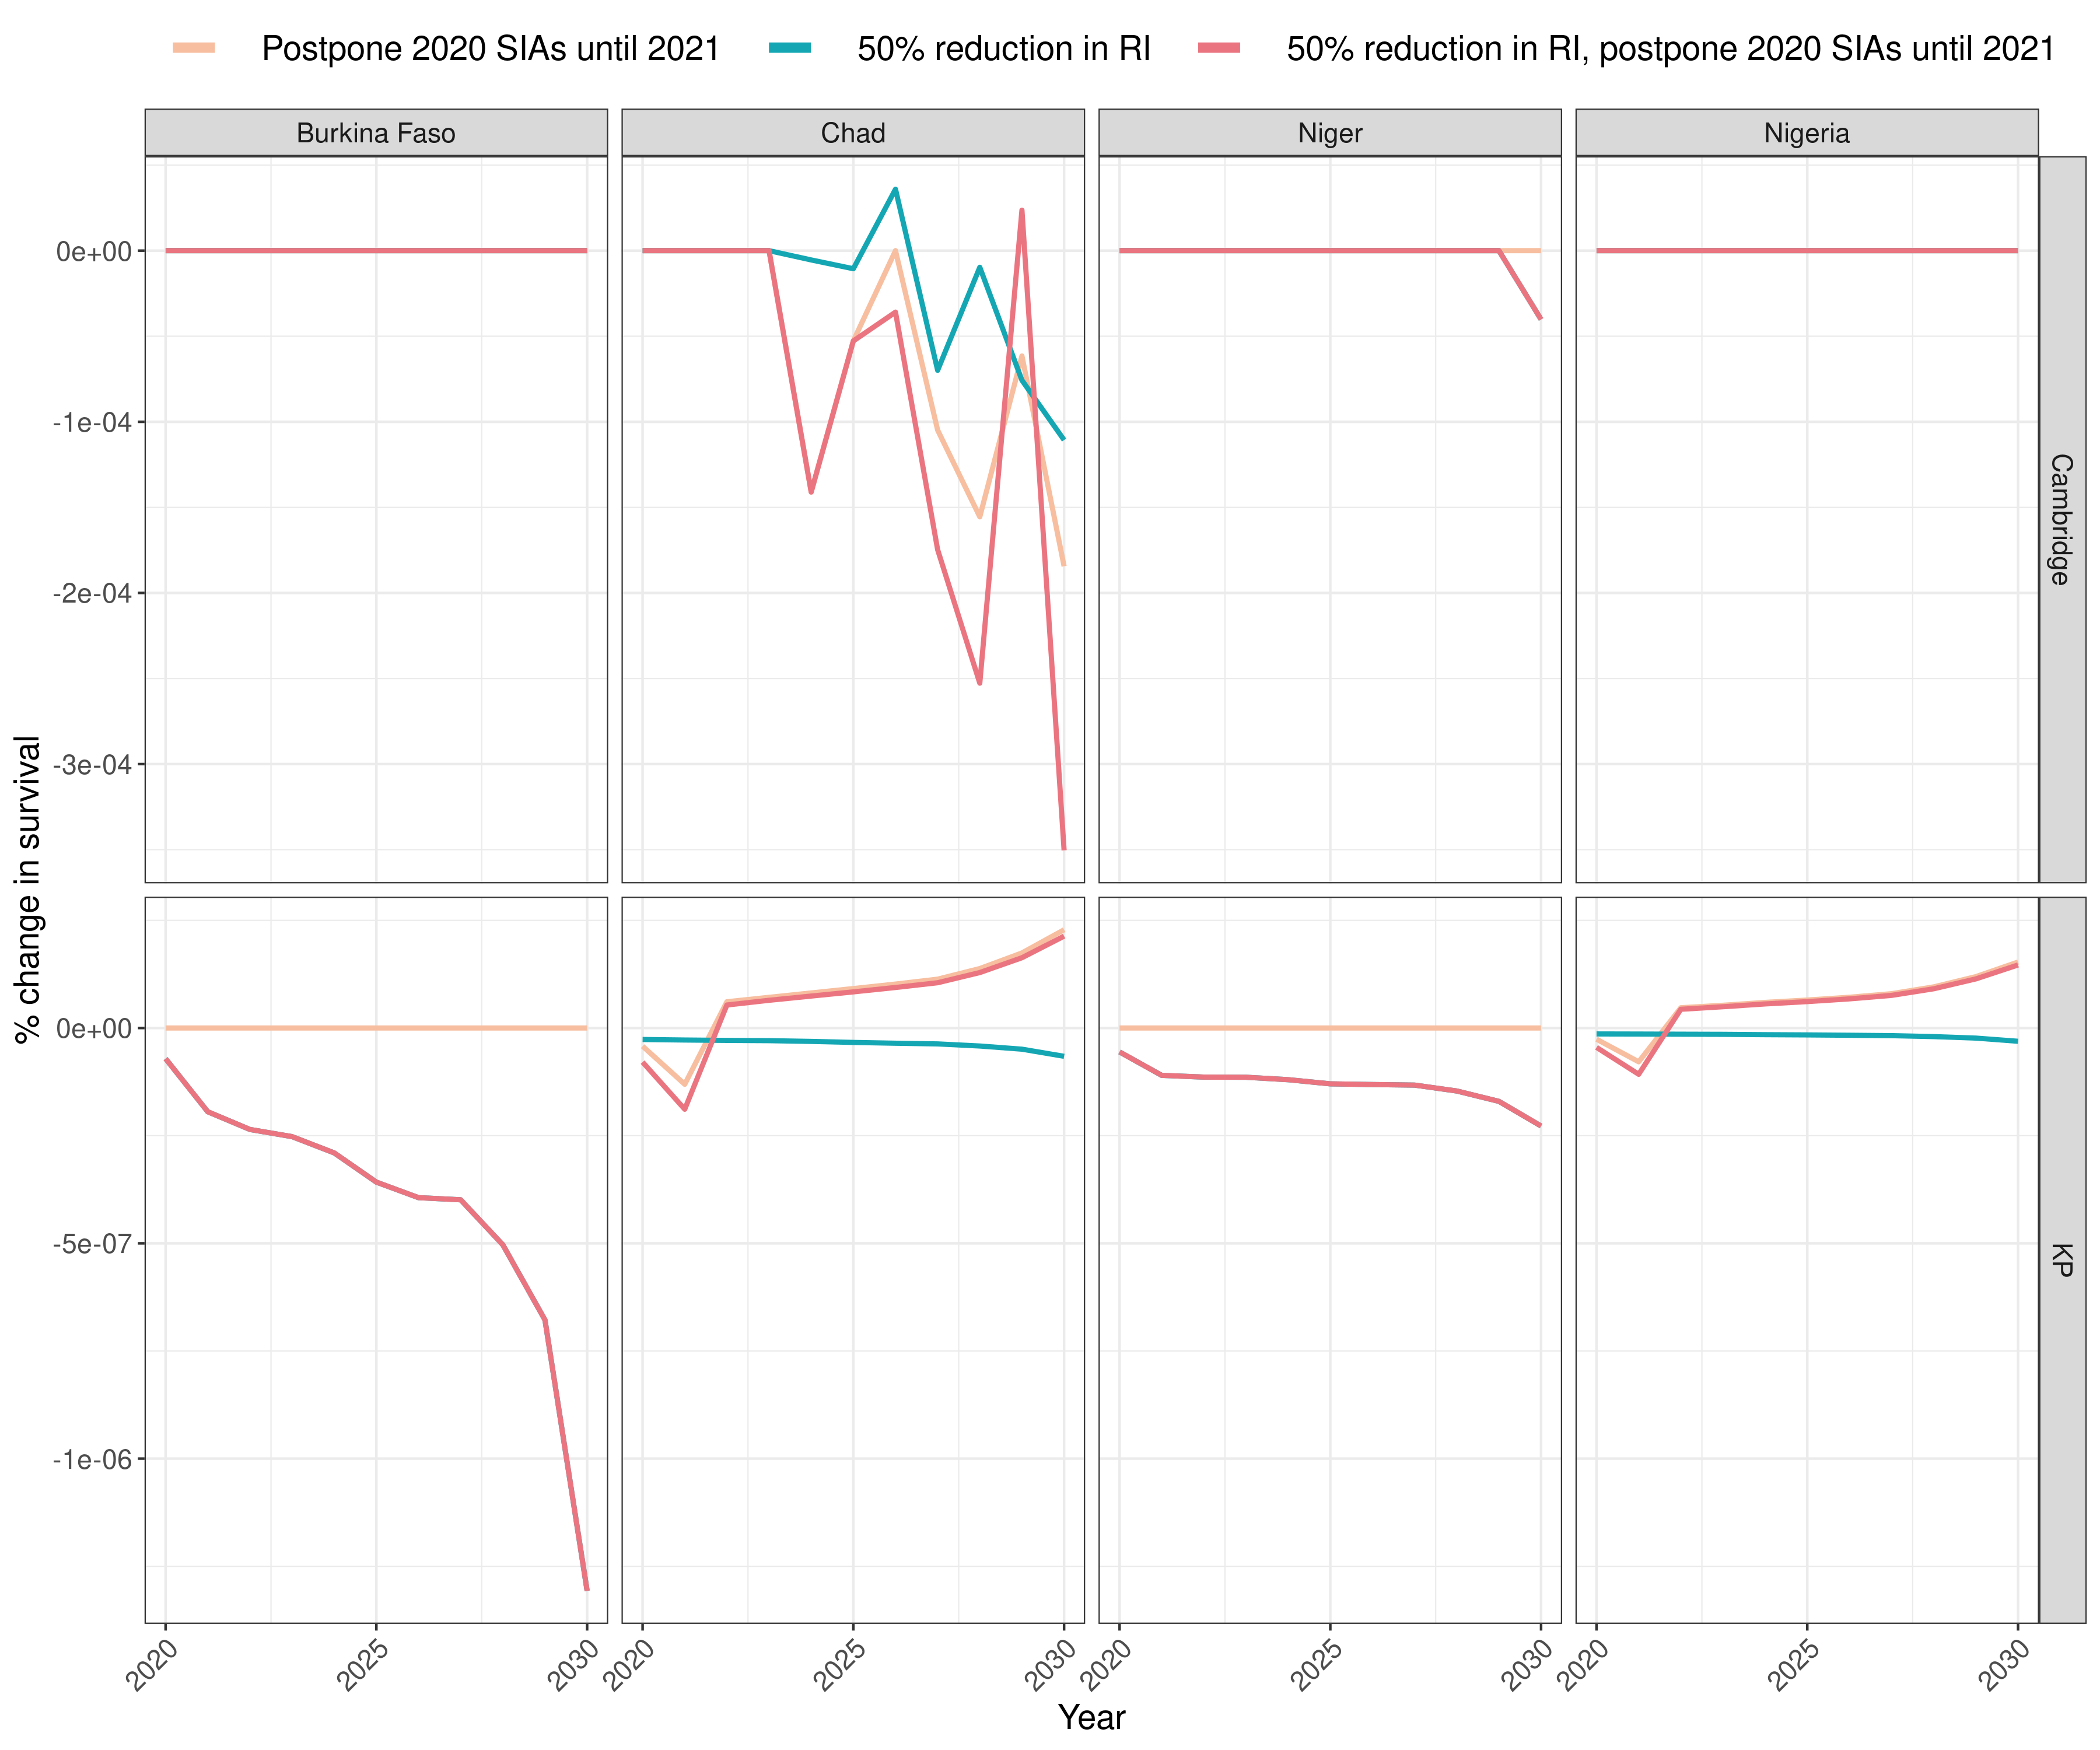 Postpone 2020 SIAs until 2021 50% reduction in RI 50% reduction in RI, postpone 2020 SIAs until 2021
Burkina Faso Chad Niger Nigeria
0e+00
-1e-04
-2e-04
-3e-04
Cambridge
% change in survival
0e+00
-5e-07
-1e-06
KP
2020 2025 2030 2020 2025 2030 2020 2025 2030 2020 2025 2030
Year